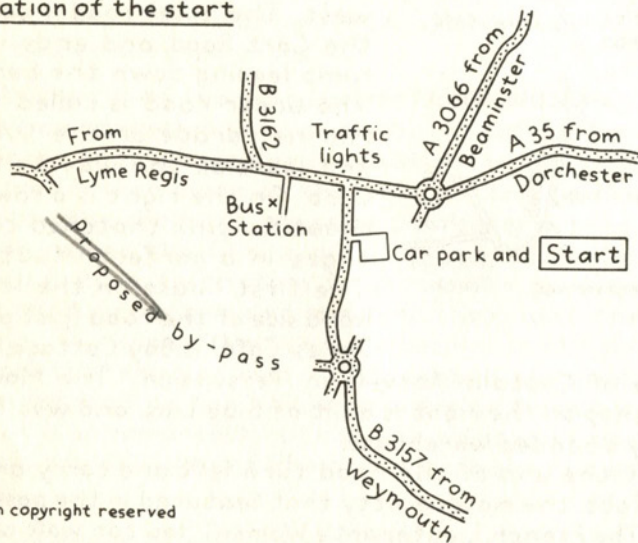 ation of the start
B 3162
A 3066 from
Beaminster
A 35 from
Dorchester
From
Lyme Regis
Traffic
lights
Bus
Station
Car park and Start
proposed by-pass
B 3157 from
Weymouth
copyright reserved